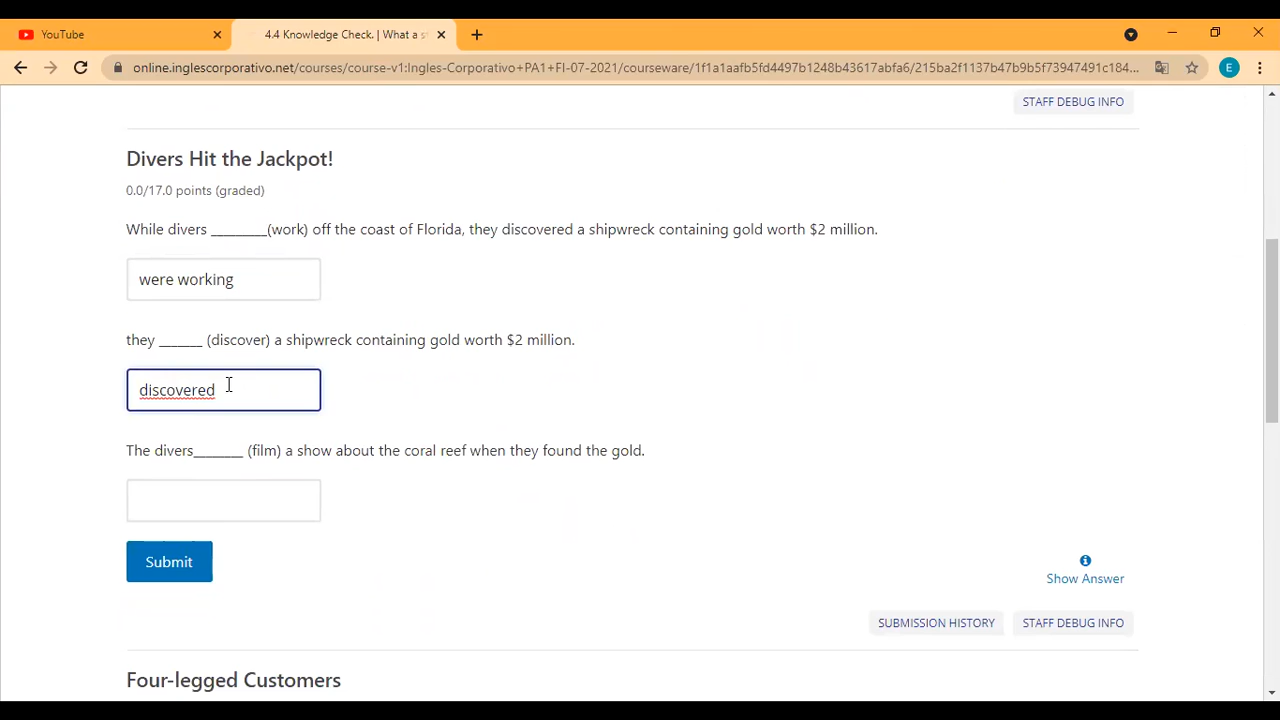 YouTube
4.4 Knowledge Check. | What a s
online.inglescorporativo.net/courses/course-v1:Ingles-Corporativo+PA1+FI-07-2021/courseware/1f1a1aafb5fd4497b1248b43617abfa6/215ba2f1137b47b9b5f73947491c184...
E
STAFF DEBUG INFO
Divers Hit the Jackpot!
0.0/17.0 points (graded)
While divers ________(work) off the coast of Florida, they discovered a shipwreck containing gold worth $2 million.
were working
they ______ (discover) a shipwreck containing gold worth $2 million.
discovered
The divers_______ (film) a show about the coral reef when they found the gold.
Submit
Show Answer
SUBMISSION HISTORY
STAFF DEBUG INFO
Four-legged Customers